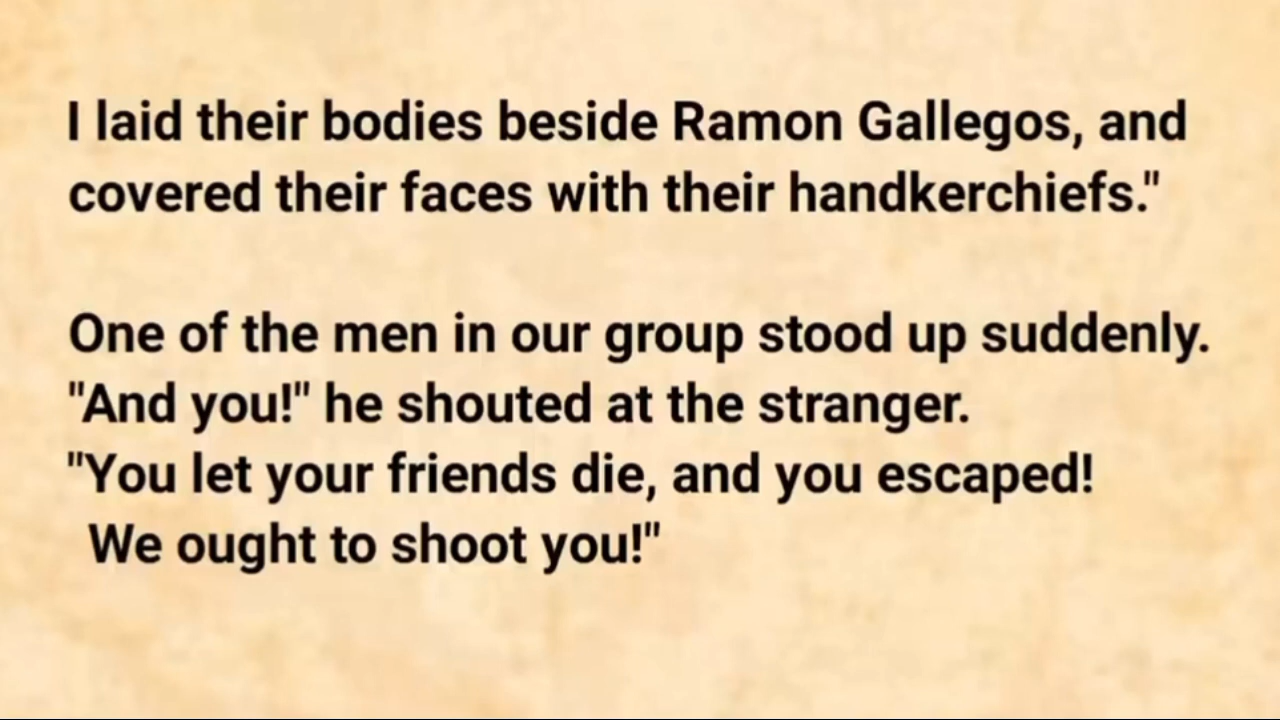 I laid their bodies beside Ramon Gallegos, and
covered their faces with their handkerchiefs."
One of the men in our group stood up suddenly.
"And you!" he shouted at the stranger.
"You let your friends die, and you escaped!
We ought to shoot you!"